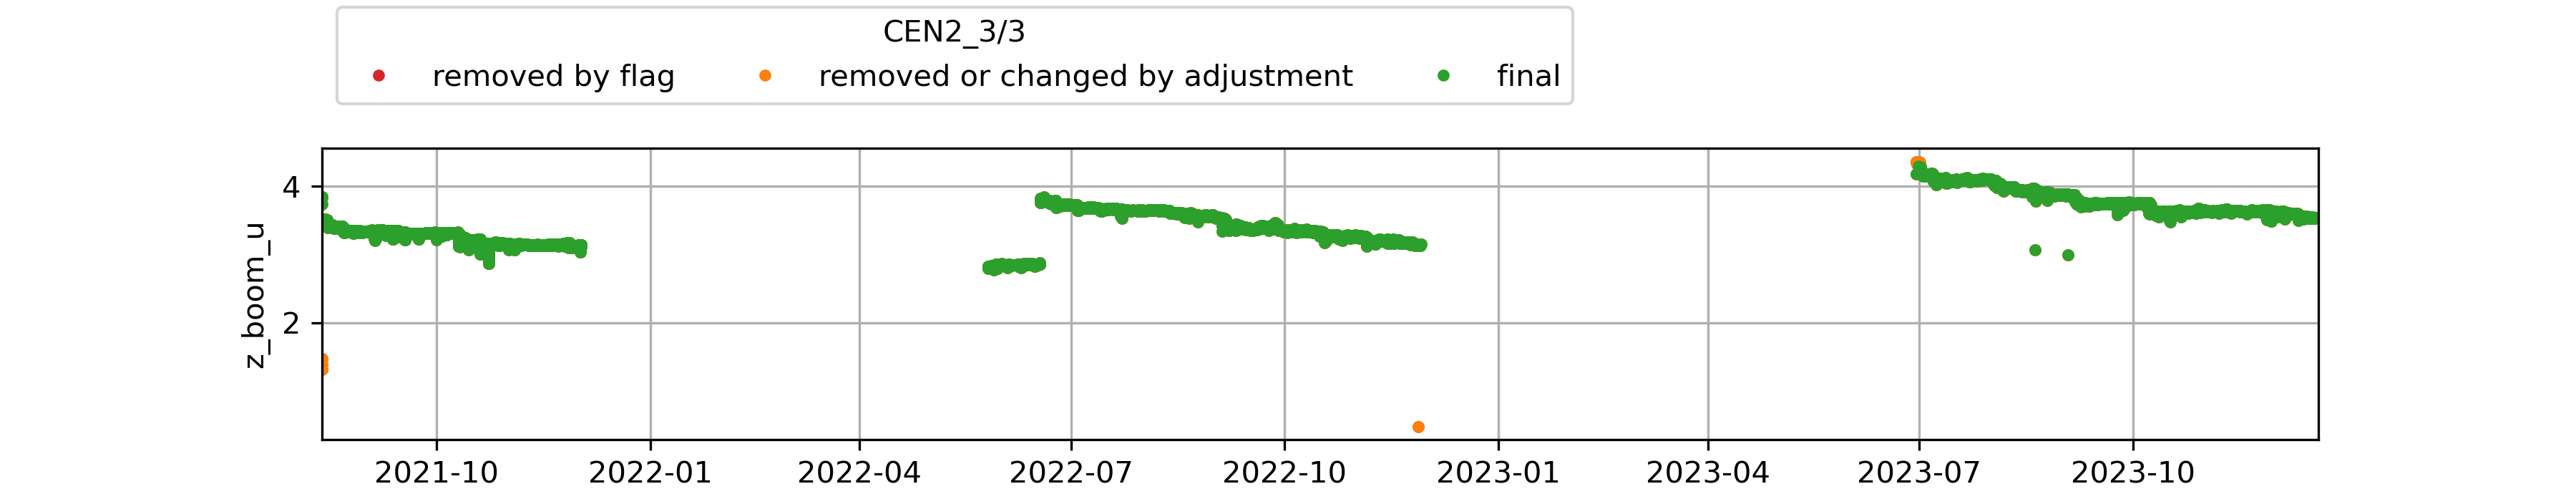 CEN2_3/3
removed by flag removed or changed by adjustment final
4
2
z_boom_u
2021-10 2022-01 2022-04 2022-07 2022-10 2023-01 2023-04 2023-07 2023-10